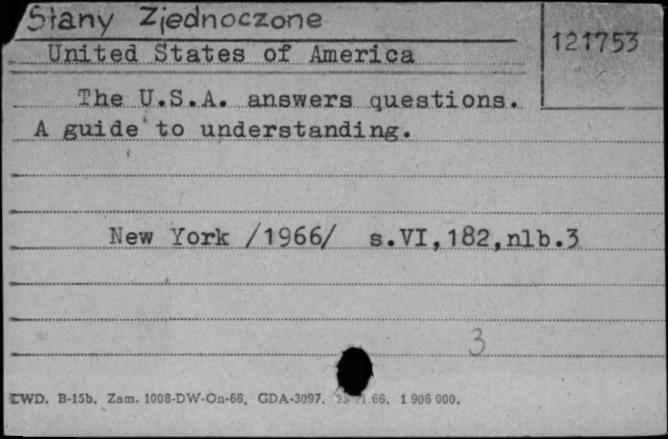 Stany Zjednoczone
121753
United States of America
The U.S.A. answers questions.
A guide to understanding.
New York /1966/ s.VI,182,nlb.3
3
CWD. B-15b. Zam. 1008-DW-On-66. GDA-3097. 66. 1 906 000.